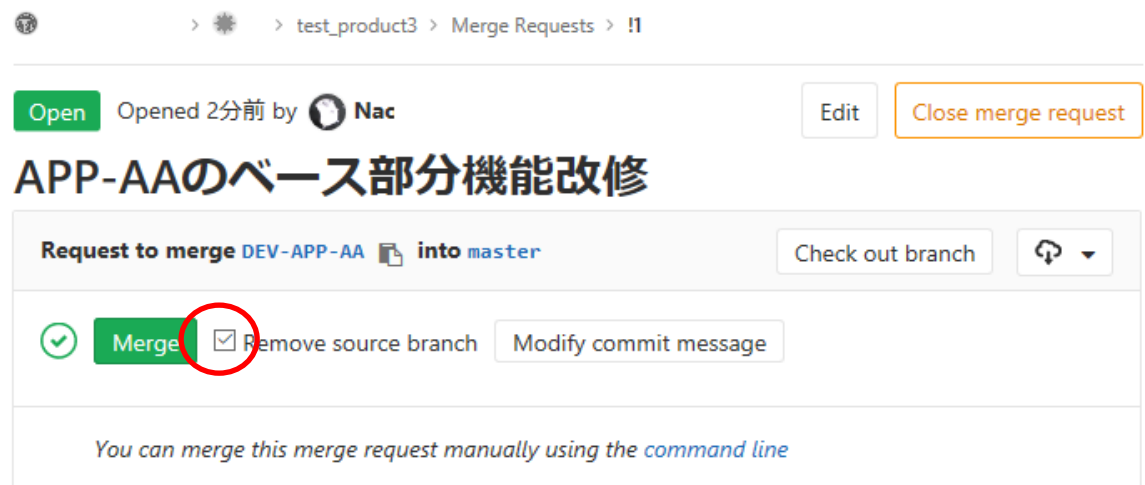 > > test_product3 > Merge Requests > !1
Open Opened 2分前 by Nac Edit Close merge request
APP-AAのベース部分機能改修
Request to merge DEV-APP-AA into master Check out branch
Merge Remove source branch Modify commit message
You can merge this merge request manually using the command line